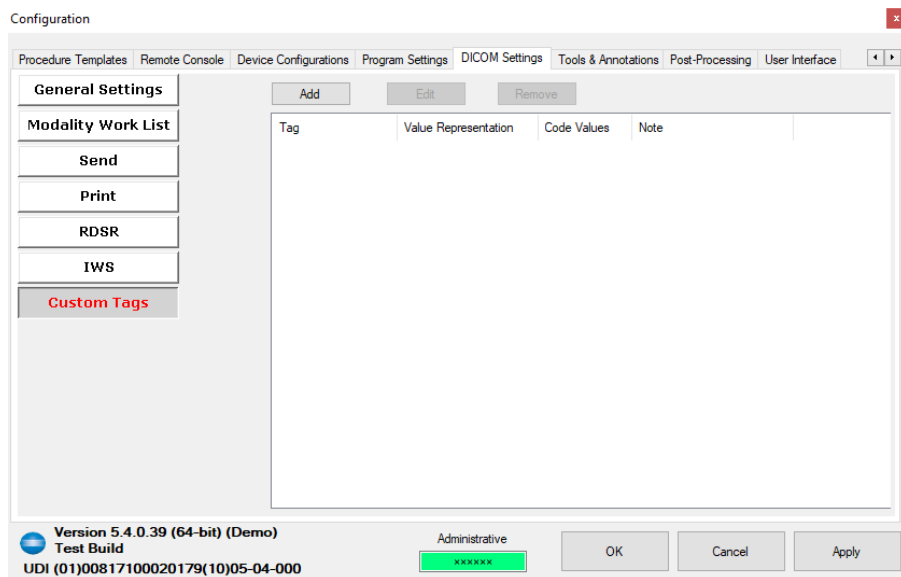 Configuration
x
Procedure Templates Remote Console Device Configurations Program Settings DICOM Settings Tools & Annotations Post-Processing User Interface
General Settings
Add Edit Remove
Modality Work List
Tag Value Representation Code Values Note
Send
Print
RDSR
IWS
Custom Tags
Version 5.4.0.39 (64-bit) (Demo)
Test Build
UDI (01)00817100020179(10)05-04-000
Administrative
xxxxxx
OK Cancel Apply